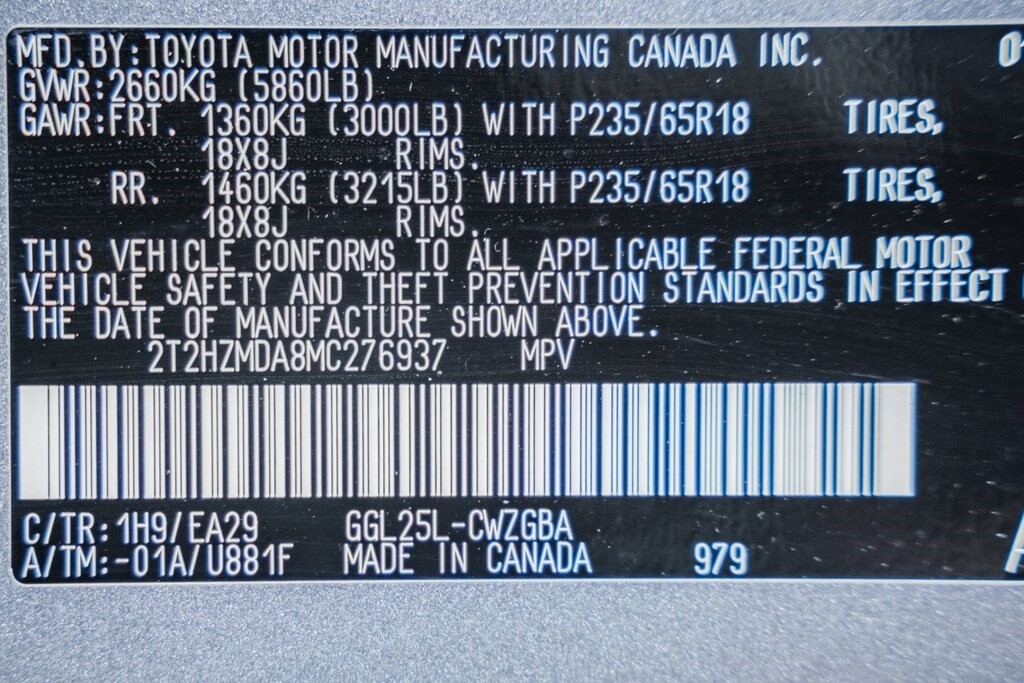 MFD.BY:TOYOTA MOTOR MANUFACTURING CANADA INC.
GVWR:2660KG (5860LB)
GAWR:FRT. 1360KG (3000LB) WITH P235/65R18 TIRES,
18X8J RIMS.
RR. 1460KG (3215LB) WITH P235/65R18 TIRES,
18X8J RIMS.
THIS VEHICLE CONFORMS TO ALL APPLICABLE FEDERAL MOTOR
VEHICLE SAFETY AND THEFT PREVENTION STANDARDS IN EFFECT
THE DATE OF MANUFACTURE SHOWN ABOVE.
2T2HZMDA8MC276937 MPV
C/TR:1H9/EA29 GGL25L-CWZGBA
A/TM:-01A/U881F MADE IN CANADA 979